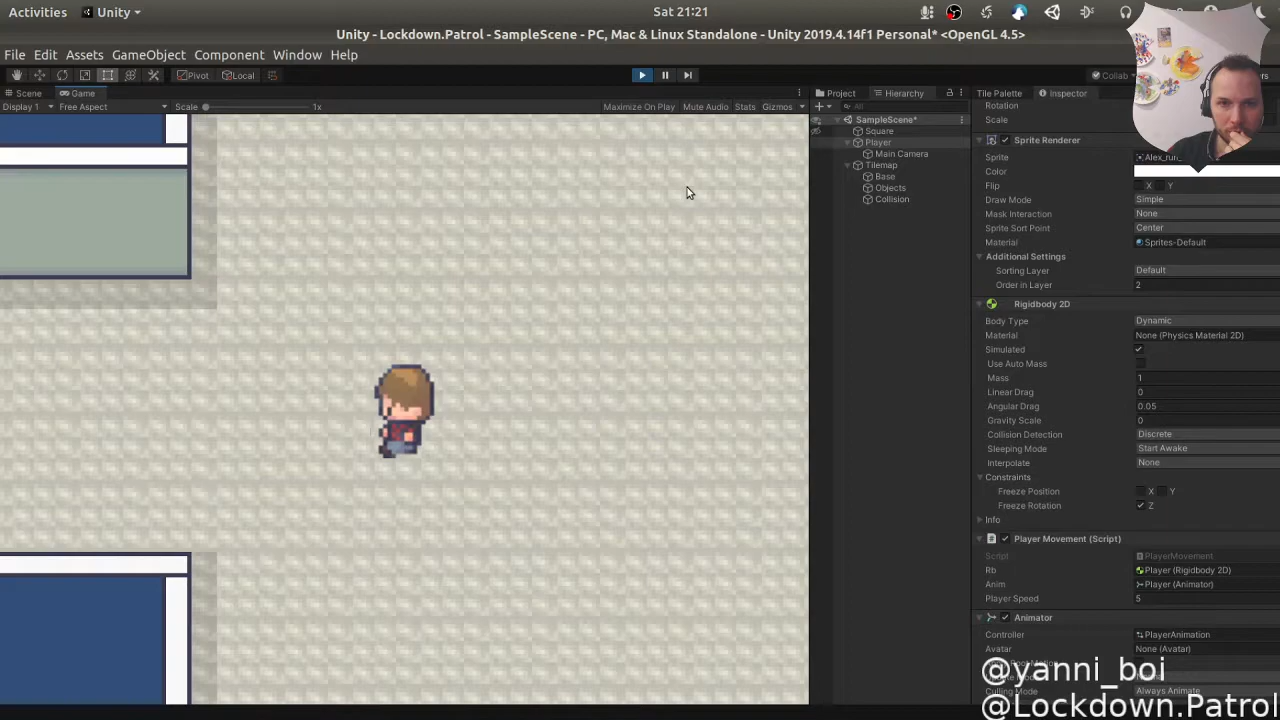 Activities Unity Sat 21:21
Unity - Lockdown.Patrol - SampleScene - PC, Mac & Linux Standalone - Unity 2019.4.14f1 Personal* <OpenGL 4.5>
File Edit Assets GameObject Component Window Help
Pivot Local Collab
Scene Game Project Hierarchy Tile Palette Inspector
Display 1 Free Aspect Scale 1x Maximize On Play Mute Audio Stats Gizmos All
Rotation
Scale
SampleScene*
Square
Player
Main Camera
Tilemap
Base
Objects
Collision
Sprite Renderer
Sprite
Color
Flip X Y
Draw Mode Simple
Mask Interaction None
Sprite Sort Point Center
Material Sprites-Default
Additional Settings
Sorting Layer Default
Order in Layer 2
Rigidbody 2D
Body Type Dynamic
Material None (Physics Material 2D)
Simulated
Use Auto Mass
Mass 1
Linear Drag 0
Angular Drag 0.05
Gravity Scale 0
Collision Detection Discrete
Sleeping Mode Start Awake
Interpolate None
Constraints
Freeze Position X Y
Freeze Rotation Z
Info
Player Movement (Script)
Script PlayerMovement
Rb Player (Rigidbody 2D)
Anim Player (Animator)
Player Speed 5
Animator
Controller PlayerAnimation
Avatar None (Avatar)
@yanni_boi
Culling Mode Always Animate
@Lockdown.Patrol